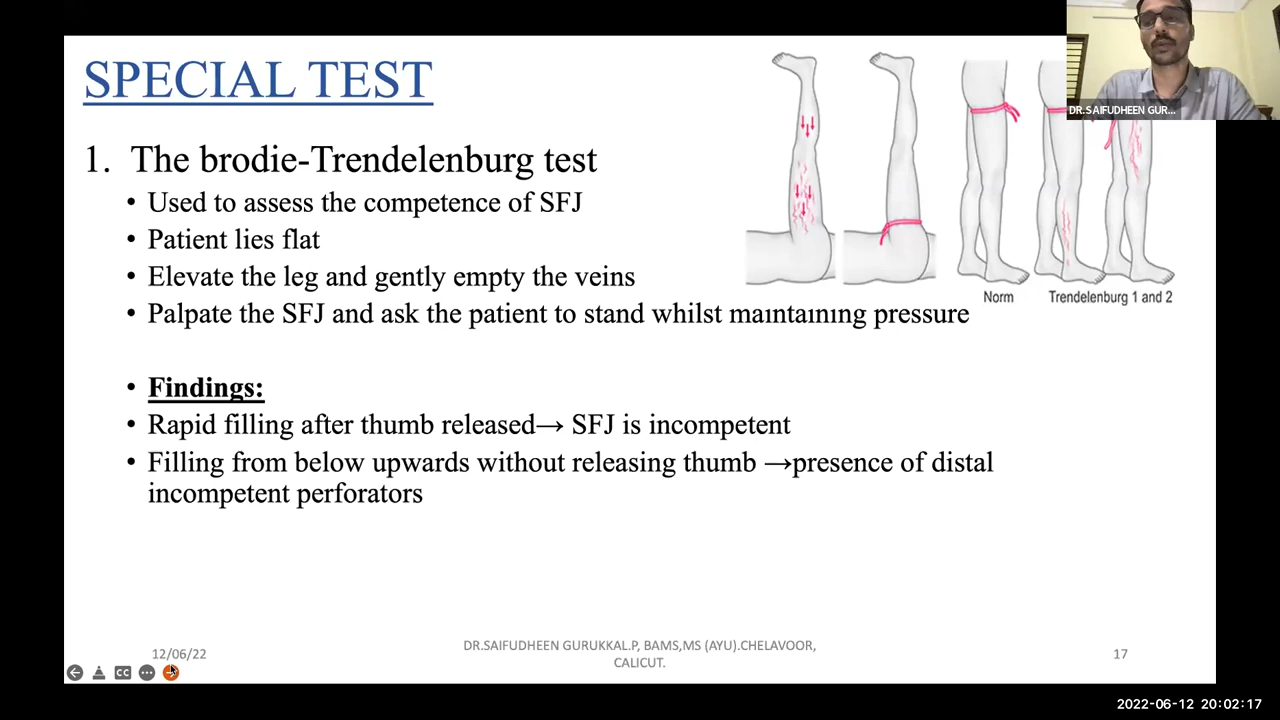 SPECIAL TEST
1. The brodie-Trendelenburg test
• Used to assess the competence of SFJ
• Patient lies flat
• Elevate the leg and gently empty the veins
• Palpate the SFJ and ask the patient to stand whilst maintaining pressure
Norm
Trendelenburg 1 and 2
• Findings:
• Rapid filling after thumb released→ SFJ is incompetent
• Filling from below upwards without releasing thumb →presence of distal
incompetent perforators
12/06/22
DR.SAIFUDHEEN GURUKKAL.P, BAMS,MS (AYU).CHELAVOOR,
CALICUT.
17
CC
DR.SAIFUDHEEN GUR...
2022-06-12 20:02:17